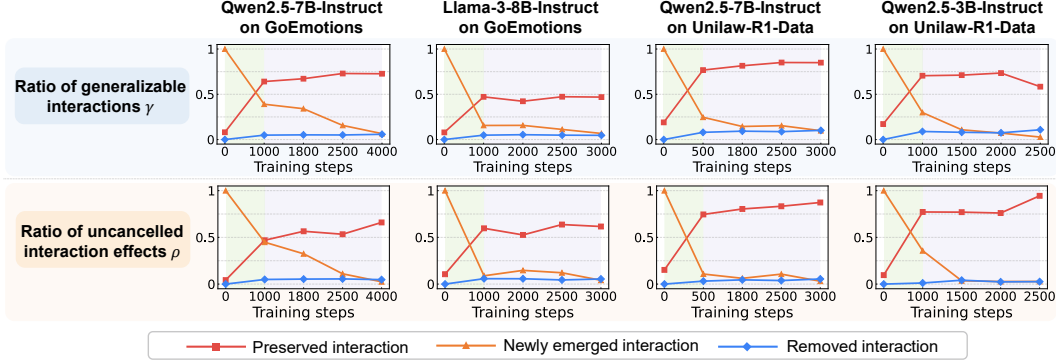 Qwen2.5-7B-Instruct on GoEmotions
Llama-3-8B-Instruct on GoEmotions
Qwen2.5-7B-Instruct on Unilaw-R1-Data
Qwen2.5-3B-Instruct on Unilaw-R1-Data
Ratio of generalizable interactions γ
1
0.5
0
0 1000 1800 2500 4000
Training steps
1
0.5
0
0 1000 2000 2500 3000
Training steps
1
0.5
0
0 500 1800 2500 3000
Training steps
1
0.5
0
0 1000 1500 2000 2500
Training steps
Ratio of uncancelled interaction effects ρ
1
0.5
0
0 1000 1800 2500 4000
Training steps
1
0.5
0
0 1000 2000 2500 3000
Training steps
1
0.5
0
0 500 1800 2500 3000
Training steps
1
0.5
0
0 1000 1500 2000 2500
Training steps
Preserved interaction
Newly emerged interaction
Removed interaction